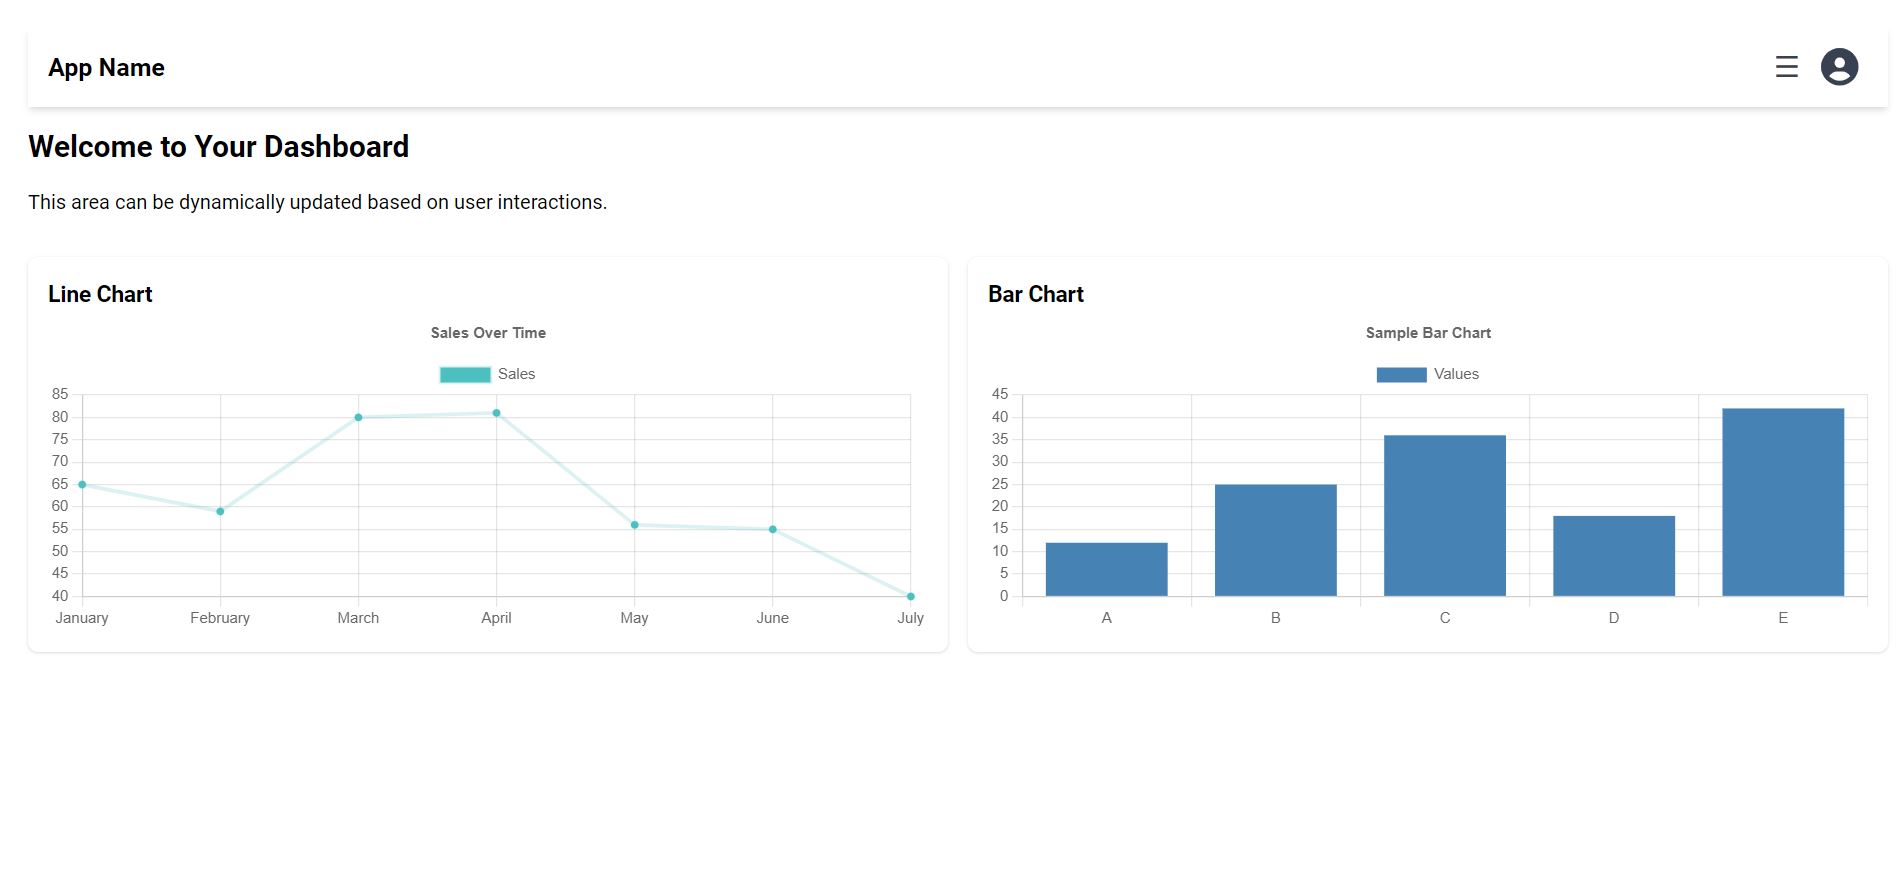 App Name
Welcome to Your Dashboard
This area can be dynamically updated based on user interactions.
Line Chart
Sales Over Time
Sales
85
80
75
70
65
60
55
50
45
40
January February March April May June July
Bar Chart
Sample Bar Chart
Values
45
40
35
30
25
20
15
10
5
0
A B C D E